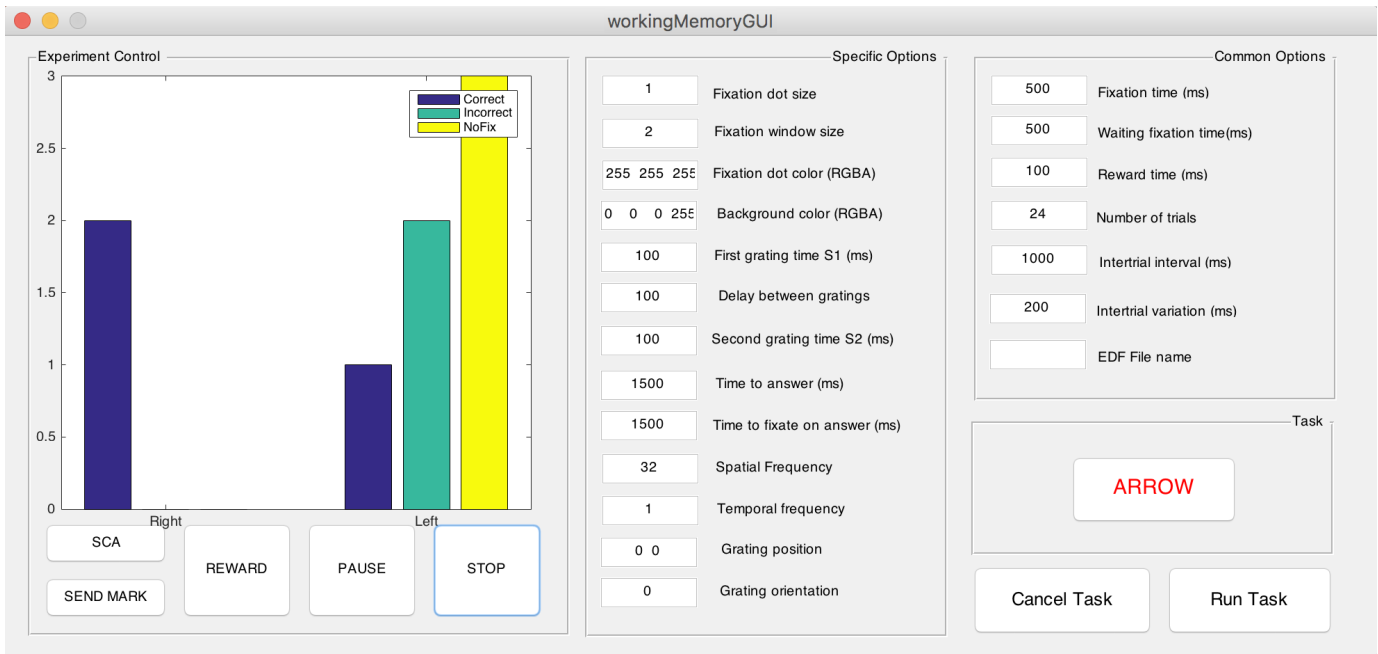 workingMemoryGUI
Experiment Control
3
2.5
2
1.5
1
0.5
0
Correct
Incorrect
NoFix
Right
Left
SCA
SEND MARK
REWARD
PAUSE
STOP
Specific Options
1 Fixation dot size
2 Fixation window size
255 255 255 Fixation dot color (RGBA)
0 0 0 255 Background color (RGBA)
100 First grating time S1 (ms)
100 Delay between gratings
100 Second grating time S2 (ms)
1500 Time to answer (ms)
1500 Time to fixate on answer (ms)
32 Spatial Frequency
1 Temporal frequency
0 0 Grating position
0 Grating orientation
Common Options
500 Fixation time (ms)
500 Waiting fixation time(ms)
100 Reward time (ms)
24 Number of trials
1000 Intertrial interval (ms)
200 Intertrial variation (ms)
EDF File name
Task
ARROW
Cancel Task
Run Task